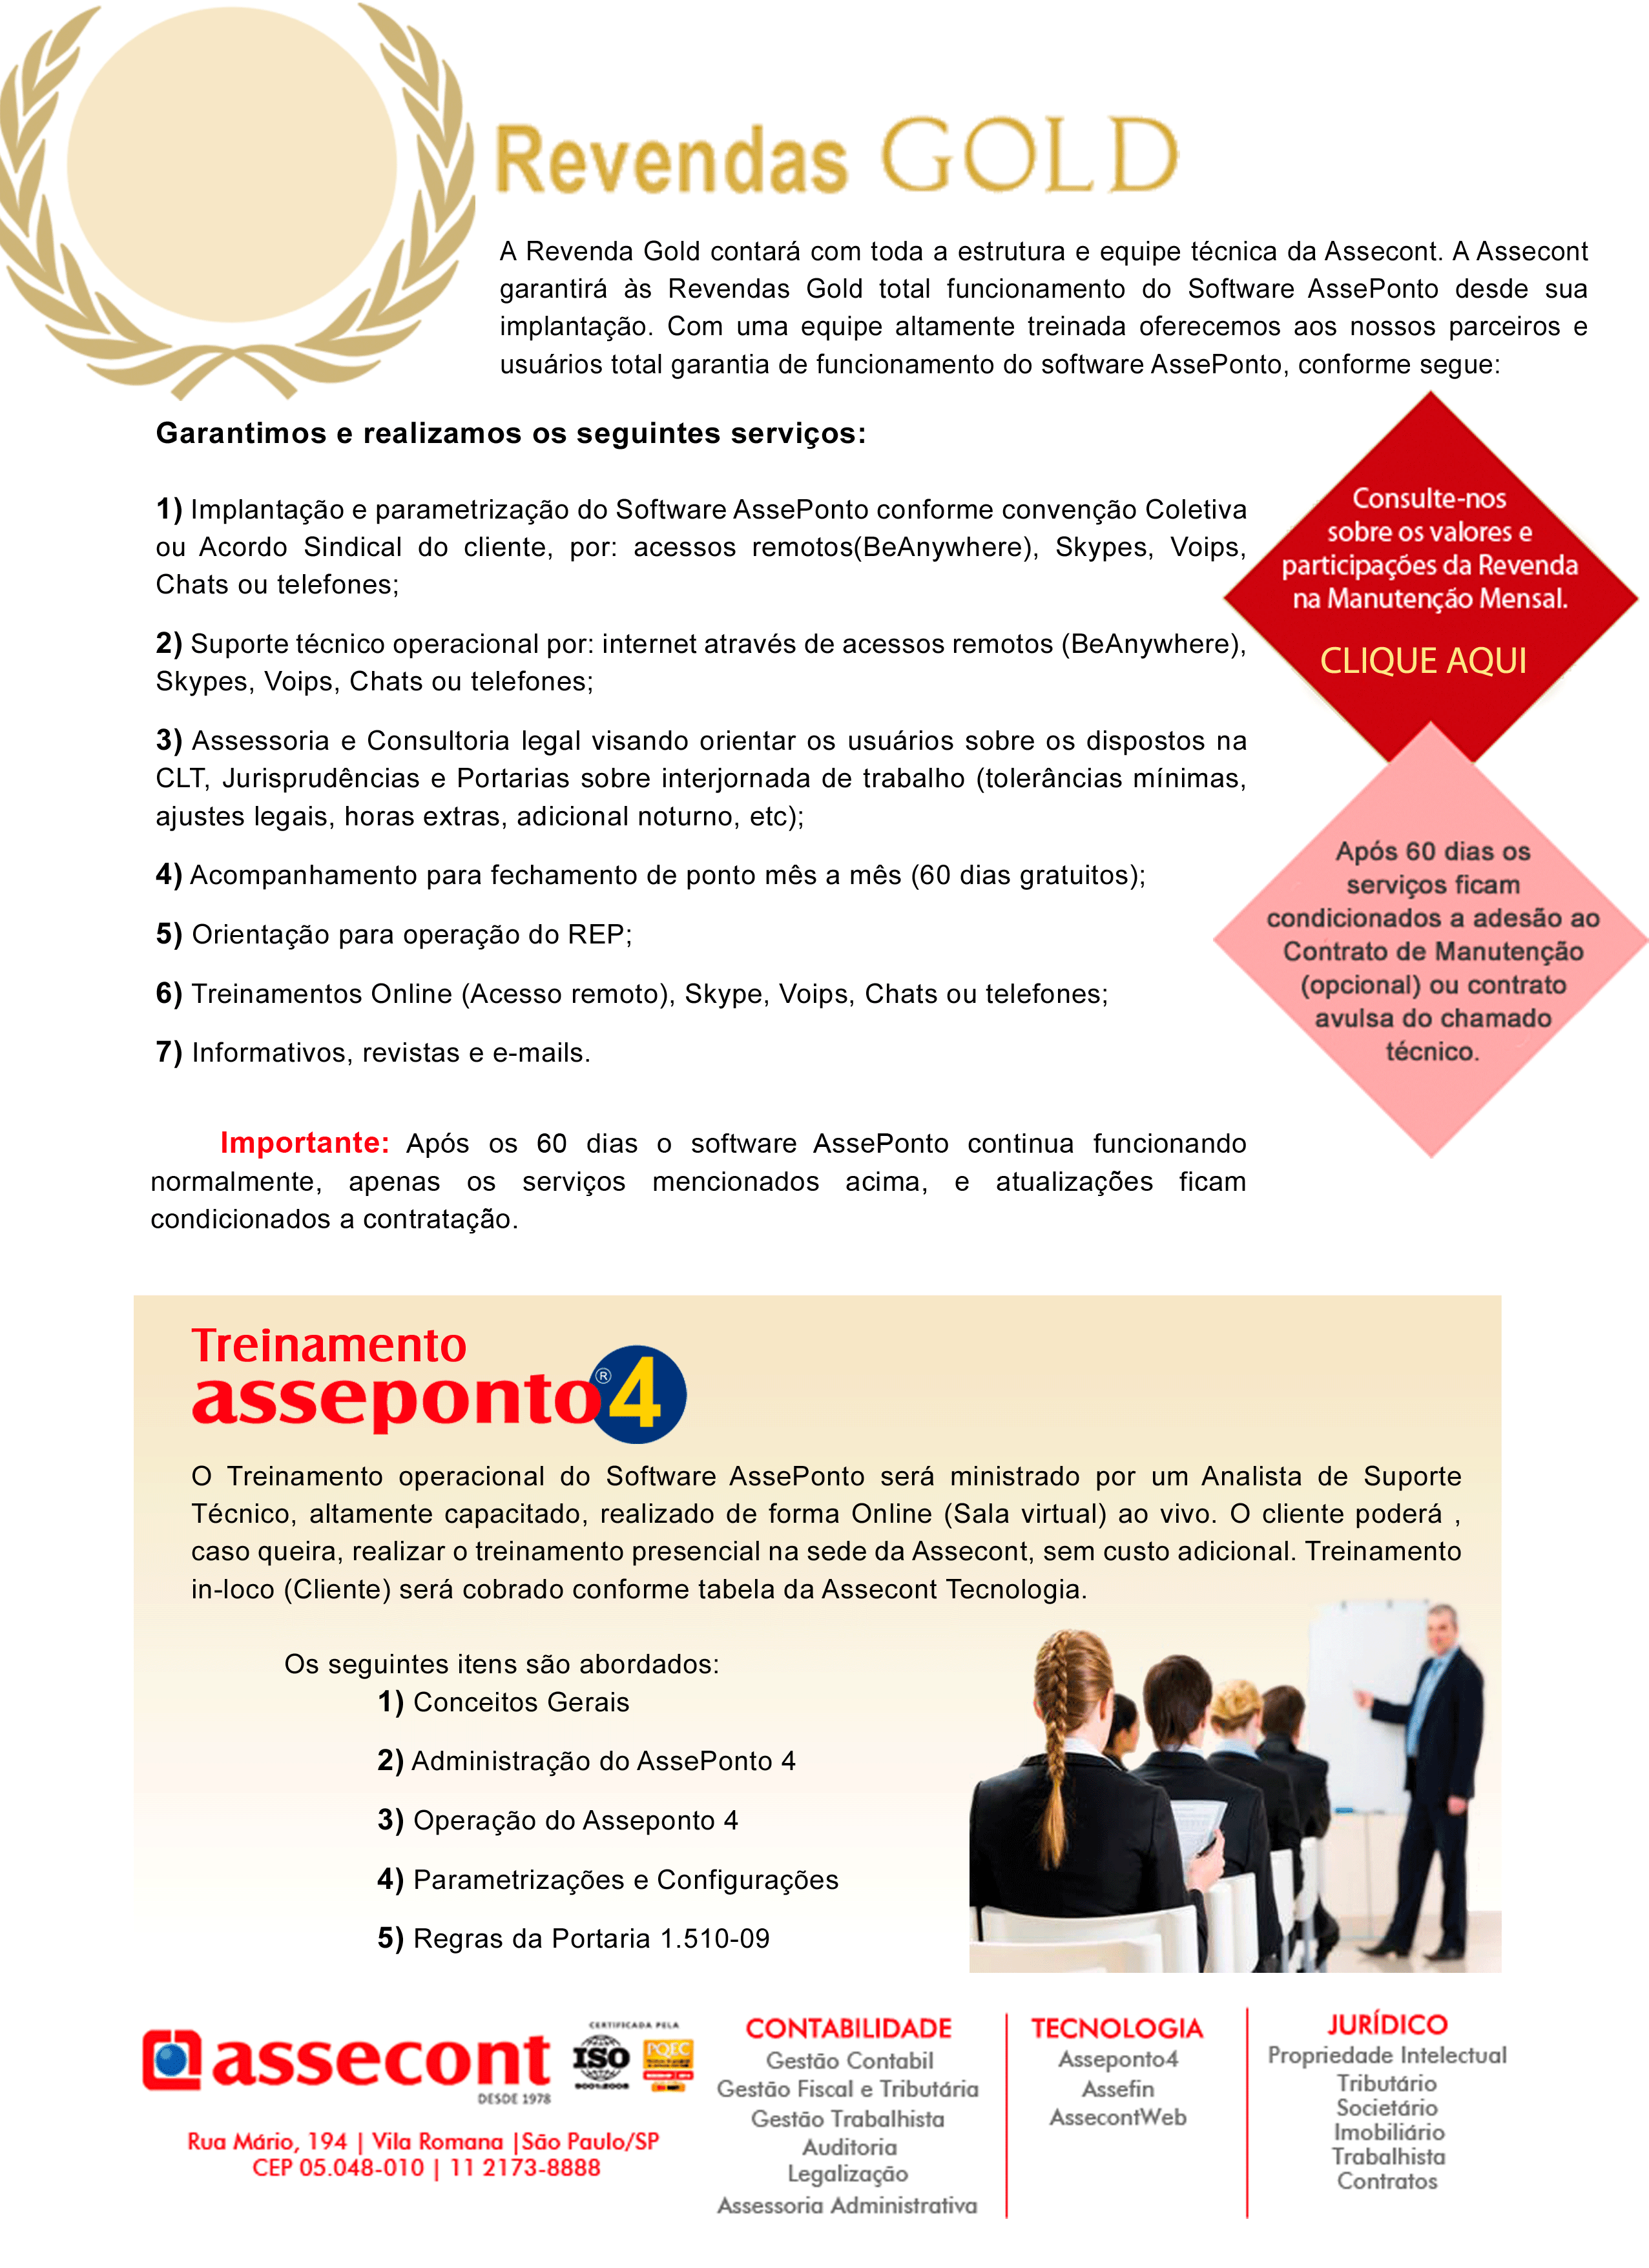 Revendas GOLD
A Revenda Gold contará com toda a estrutura e equipe técnica da Assecont. A Assecont
garantirá às Revendas Gold total funcionamento do Software AssePonto desde sua
implantação. Com uma equipe altamente treinada oferecemos aos nossos parceiros e
usuários total garantia de funcionamento do software AssePonto, conforme segue:
Garantimos e realizamos os seguintes serviços:
1) Implantação e parametrização do Software AssePonto conforme convenção Coletiva
ou Acordo Sindical do cliente, por: acessos remotos(BeAnywhere), Skypes, Voips,
Chats ou telefones;
2) Suporte técnico operacional por: internet através de acessos remotos (BeAnywhere),
Skypes, Voips, Chats ou telefones;
3) Assessoria e Consultoria legal visando orientar os usuários sobre os dispostos na
CLT, Jurisprudências e Portarias sobre interjornada de trabalho (tolerâncias mínimas,
ajustes legais, horas extras, adicional noturno, etc);
4) Acompanhamento para fechamento de ponto mês a mês (60 dias gratuitos);
5) Orientação para operação do REP;
6) Treinamentos Online (Acesso remoto), Skype, Voips, Chats ou telefones;
7) Informativos, revistas e e-mails.
Importante: Após os 60 dias o software AssePonto continua funcionando
normalmente, apenas os serviços mencionados acima, e atualizações ficam
condicionados a contratação.
Consulte-nos
sobre os valores e
participações da Revenda
na Manutenção Mensal.
CLIQUE AQUI
Após 60 dias os
serviços ficam
condicionados a adesão ao
Contrato de Manutenção
(opcional) ou contrato
avulsa do chamado
técnico.
Treinamento
asseponto®4
O Treinamento operacional do Software AssePonto será ministrado por um Analista de Suporte
Técnico, altamente capacitado, realizado de forma Online (Sala virtual) ao vivo. O cliente poderá ,
caso queira, realizar o treinamento presencial na sede da Assecont, sem custo adicional. Treinamento
in-loco (Cliente) será cobrado conforme tabela da Assecont Tecnologia.
Os seguintes itens são abordados:
1) Conceitos Gerais
2) Administração do AssePonto 4
3) Operação do Asseponto 4
4) Parametrizações e Configurações
5) Regras da Portaria 1.510-09
assecont
DESDE 1978
CERTIFICADA PELA
ISO
9001:2008
PQEC
Rua Mário, 194 | Vila Romana |São Paulo/SP
CEP 05.048-010 | 11 2173-8888
CONTABILIDADE
Gestão Contabil
Gestão Fiscal e Tributária
Gestão Trabalhista
Auditoria
Legalização
Assessoria Administrativa
TECNOLOGIA
Asseponto4
Assefin
AssecontWeb
JURÍDICO
Propriedade Intelectual
Tributário
Societário
Imobiliário
Trabalhista
Contratos